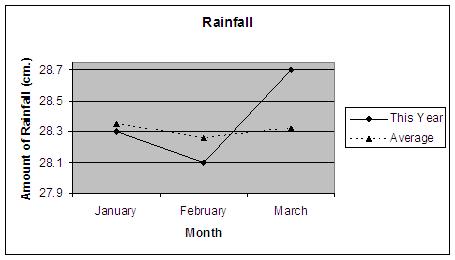 Rainfall
Amount of Rainfall (cm.)
28.7
28.5
28.3
28.1
27.9
January February March
Month
This Year
Average